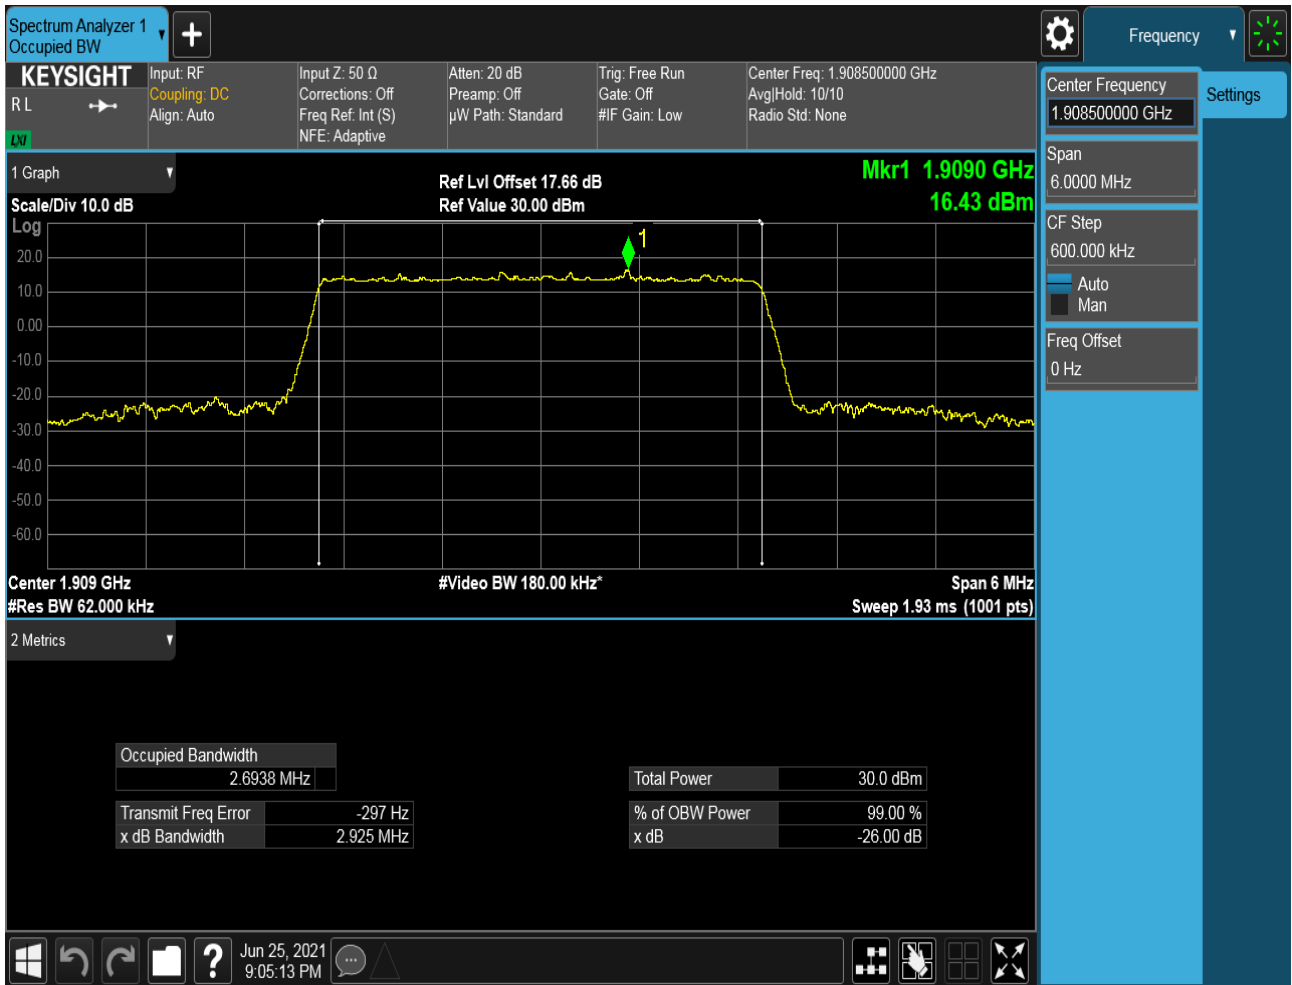 Spectrum Analyzer 1
Occupied BW
Frequency
KEYSIGHT
R L
LXI
Input: RF
Coupling: DC
Align: Auto
Input Z: 50 Ω
Corrections: Off
Freq Ref: Int (S)
NFE: Adaptive
Atten: 20 dB
Preamp: Off
µW Path: Standard
Trig: Free Run
Gate: Off
#IF Gain: Low
Center Freq: 1.908500000 GHz
Avg|Hold: 10/10
Radio Std: None
Center Frequency
1.908500000 GHz
Settings
Span
6.0000 MHz
CF Step
600.000 kHz
Auto
Man
Freq Offset
0 Hz
1 Graph
Scale/Div 10.0 dB
Ref Lvl Offset 17.66 dB
Ref Value 30.00 dBm
Mkr1 1.9090 GHz
16.43 dBm
Log
1
20.0
10.0
0.00
-10.0
-20.0
-30.0
-40.0
-50.0
-60.0
Center 1.909 GHz
#Video BW 180.00 kHz*
Span 6 MHz
#Res BW 62.000 kHz
Sweep 1.93 ms (1001 pts)
2 Metrics
Occupied Bandwidth
2.6938 MHz
Transmit Freq Error -297 Hz
x dB Bandwidth 2.925 MHz
Total Power 30.0 dBm
% of OBW Power 99.00 %
x dB -26.00 dB
Jun 25, 2021
9:05:13 PM